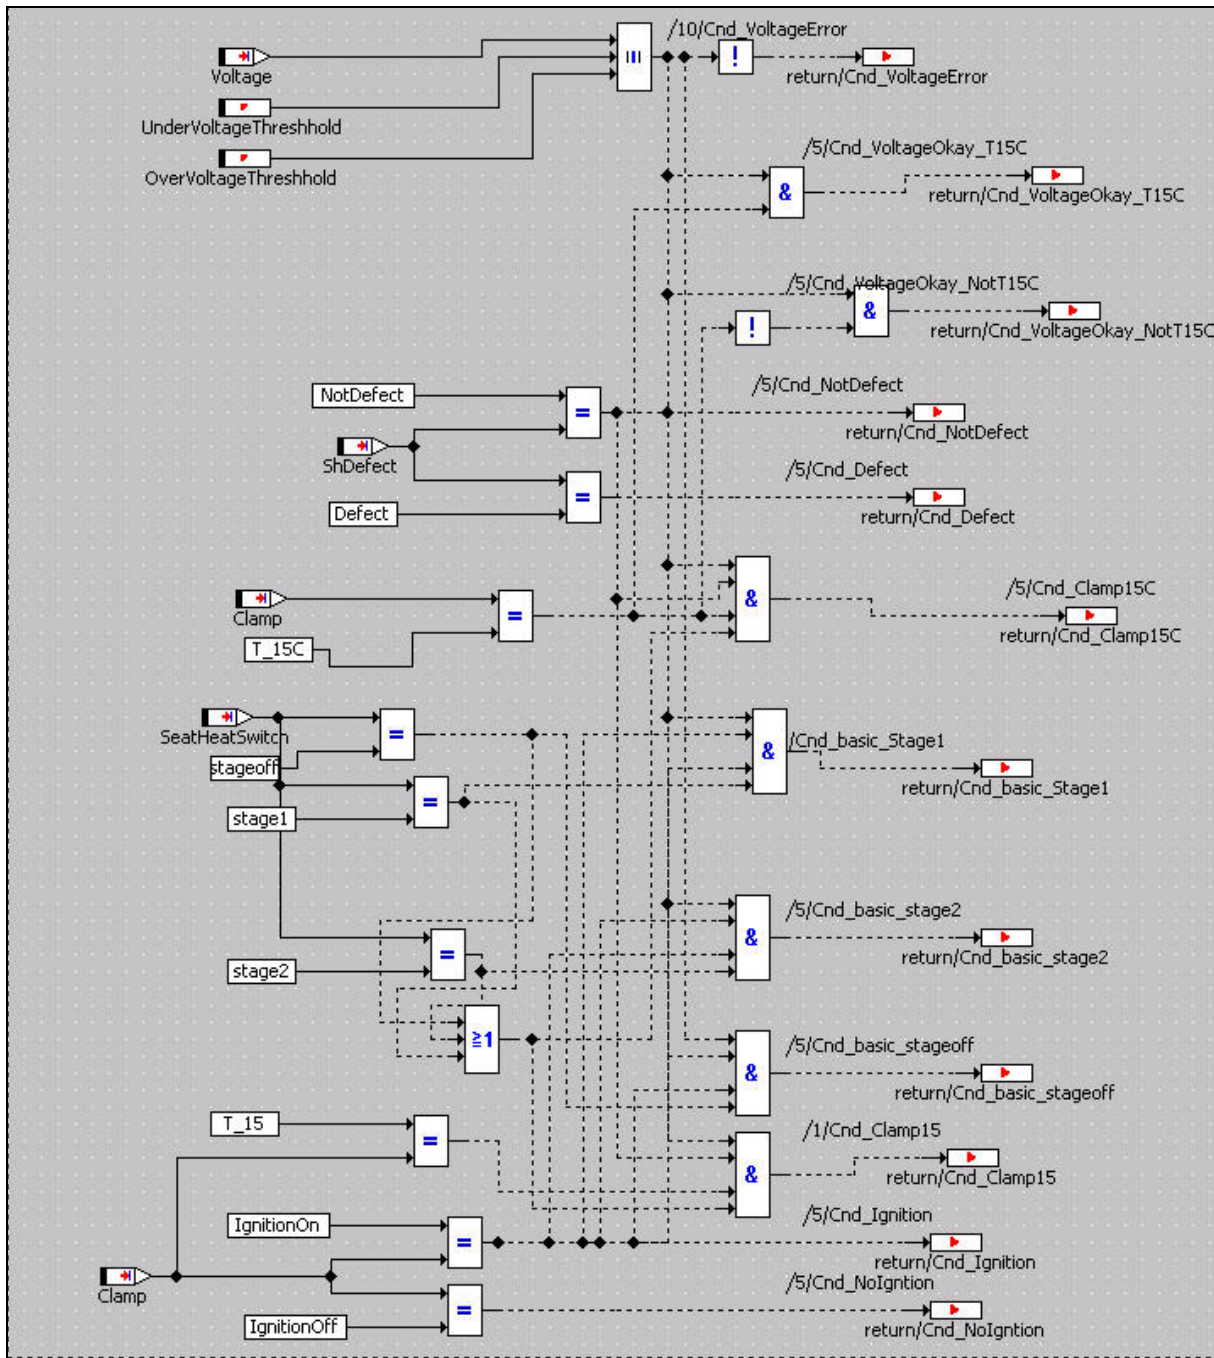 /10/Cnd_VoltageError
!
Voltage
return/Cnd_VoltageError
UnderVoltageThreshhold
OverVoltageThreshhold
/5/Cnd_VoltageOkay_T15C
&
return/Cnd_VoltageOkay_T15C
/5/Cnd_VoltageOkay_NotT15C
&
!
return/Cnd_VoltageOkay_NotT15C
NotDefect
=
/5/Cnd_NotDefect
return/Cnd_NotDefect
ShDefect
/5/Cnd_Defect
=
Defect
return/Cnd_Defect
/5/Cnd_Clamp15C
&
Clamp
=
return/Cnd_Clamp15C
T_15C
SeatHeatSwitch
=
/Cnd_basic_Stage1
&
stageoff
return/Cnd_basic_Stage1
=
stage1
/5/Cnd_basic_stage2
&
=
return/Cnd_basic_stage2
stage2
≥1
/5/Cnd_basic_stageoff
&
return/Cnd_basic_stageoff
T_15
=
/1/Cnd_Clamp15
&
return/Cnd_Clamp15
IgnitionOn
=
/5/Cnd_Ignition
return/Cnd_Ignition
Clamp
/5/Cnd_NoIgntion
=
IgnitionOff
return/Cnd_NoIgntion